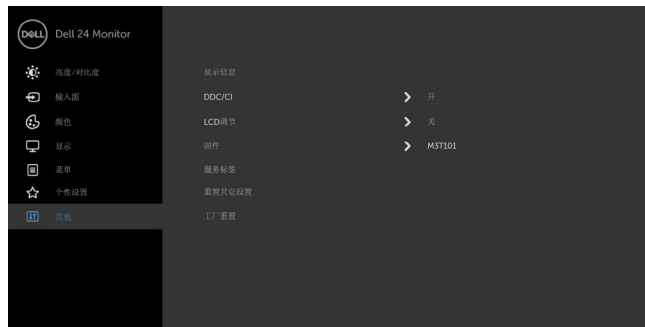 DELL Dell 24 Monitor
亮度/对比度
显示信息
输入源
DDC/CI
开
颜色
LCD调节
关
显示
固件
M3T101
菜单
服务标签
个性设置
重置其它设置
其他
工厂重置